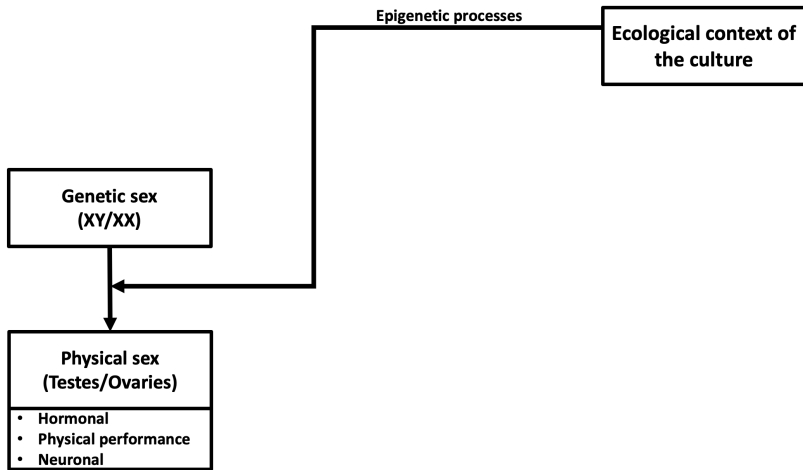 Epigenetic processes
Ecological context of
the culture
Genetic sex
(XY/XX)
Physical sex
(Testes/Ovaries)
• Hormonal
• Physical performance
• Neuronal